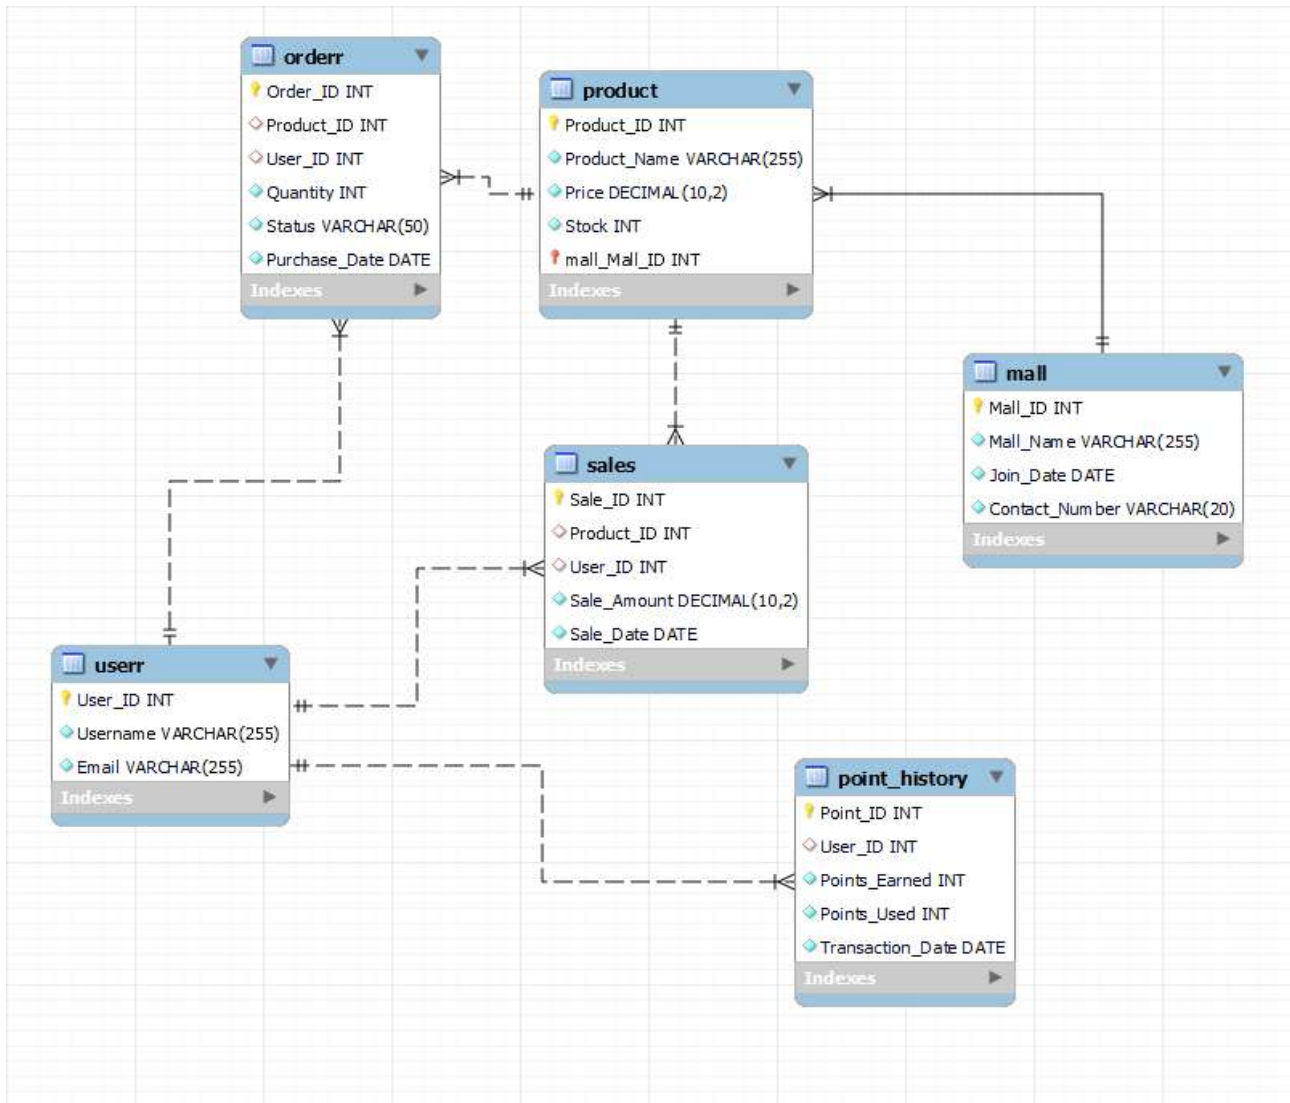 orderr
Order_ID INT
Product_ID INT
User_ID INT
Quantity INT
Status VARCHAR(50)
Purchase_Date DATE
Indexes
product
Product_ID INT
Product_Name VARCHAR(255)
Price DECIMAL(10,2)
Stock INT
mall_Mall_ID INT
Indexes
mall
Mall_ID INT
Mall_Name VARCHAR(255)
Join_Date DATE
Contact_Number VARCHAR(20)
Indexes
sales
Sale_ID INT
Product_ID INT
User_ID INT
Sale_Amount DECIMAL(10,2)
Sale_Date DATE
Indexes
userr
User_ID INT
Username VARCHAR(255)
Email VARCHAR(255)
Indexes
point_history
Point_ID INT
User_ID INT
Points_Earned INT
Points_Used INT
Transaction_Date DATE
Indexes